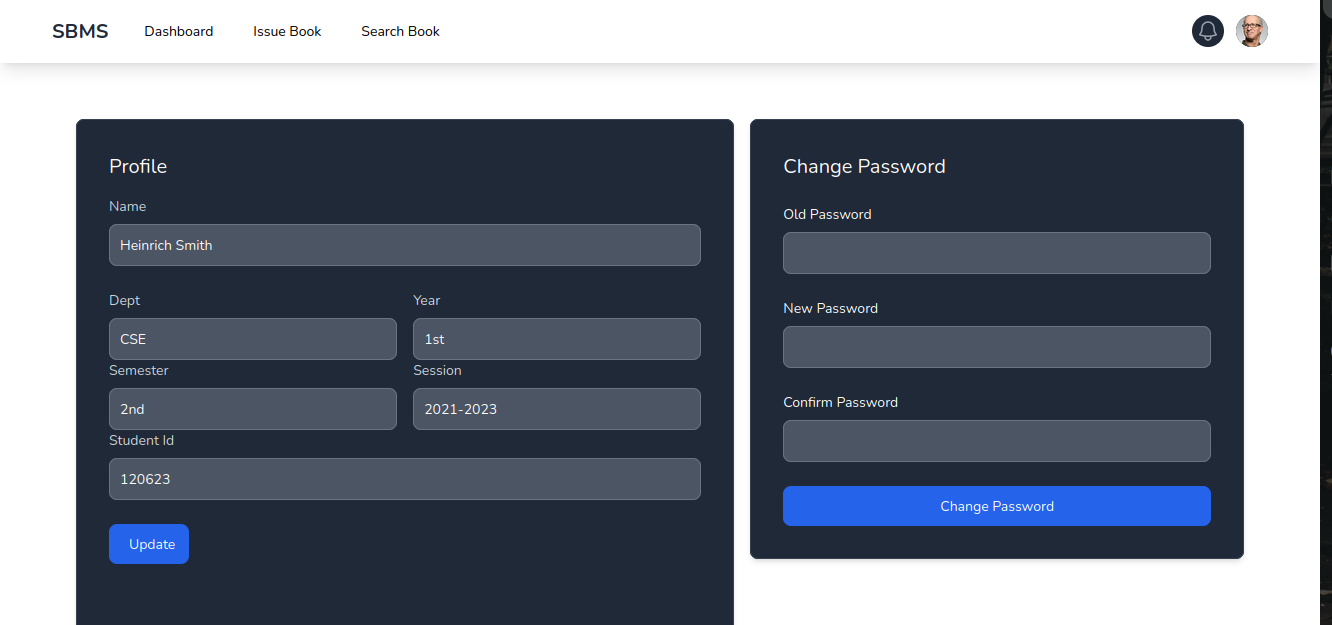 SBMS Dashboard Issue Book Search Book
Profile
Name
Heinrich Smith
Dept Year
CSE 1st
Semester Session
2nd 2021-2023
Student Id
120623
Update
Change Password
Old Password
New Password
Confirm Password
Change Password